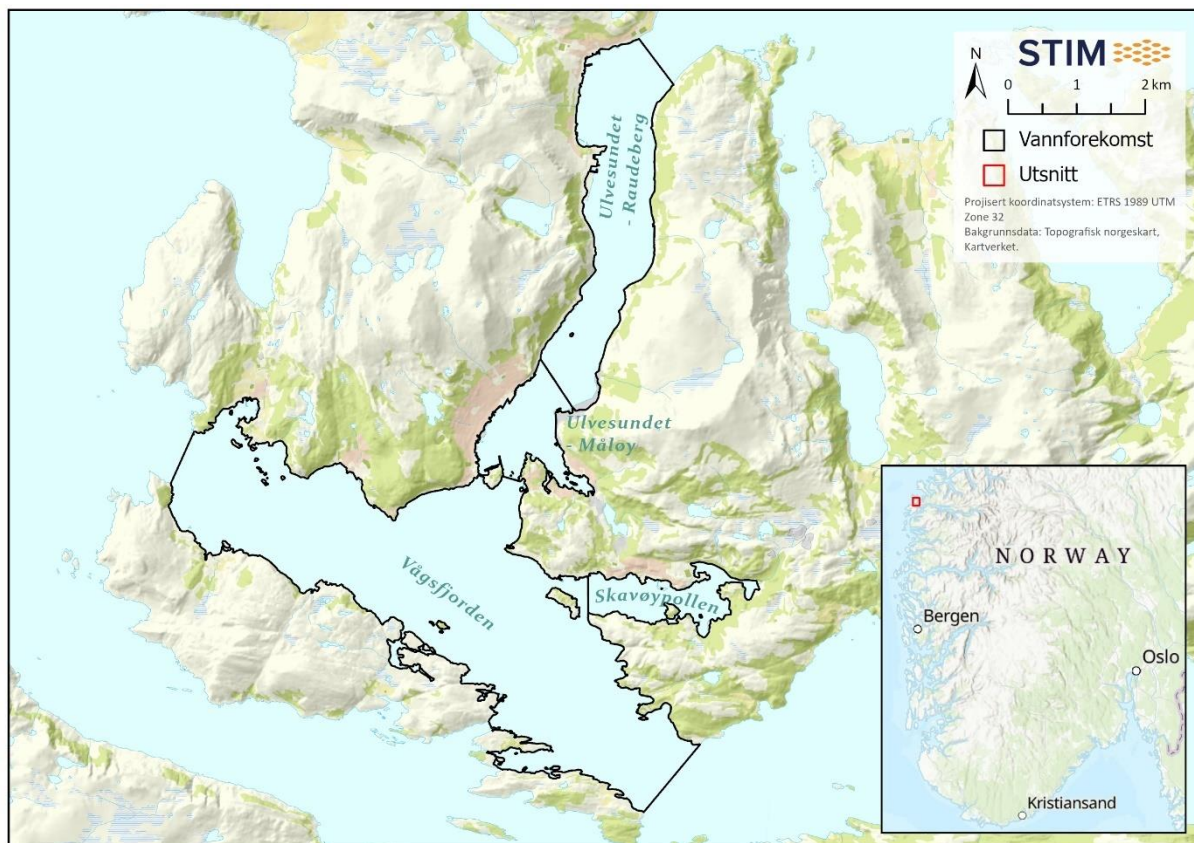 N
STIM
0 1 2 km
Vannforekomst
Utsnitt
Projisert koordinatsystem: ETRS 1989 UTM
Zone 32
Bakgrunnsdata: Topografisk norgeskart,
Kartverket.
Ulvesundet
- Raudeberg
Ulvesundet
- Måløy
Vågsfjorden
Skavøypollen
NORWAY
Bergen
Oslo
Kristiansand